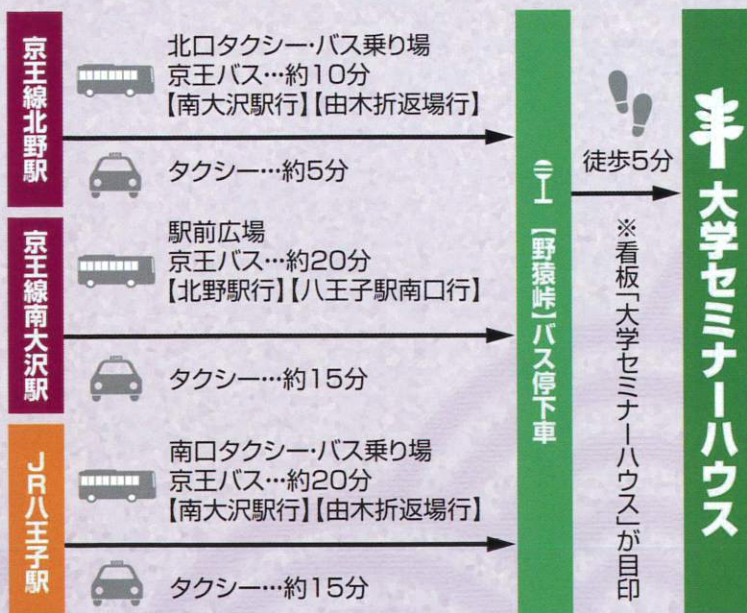 京王線北野駅
北口タクシー・バス乗り場
京王バス…約10分
【南大沢駅行】【由木折返場行】
タクシー…約5分
京王線南大沢駅
駅前広場
京王バス…約20分
【北野駅行】【八王子駅南口行】
タクシー…約15分
JR八王子駅
南口タクシー・バス乗り場
京王バス…約20分
【南大沢駅行】【由木折返場行】
タクシー…約15分
【野猿峠】バス停下車
徒歩5分
※看板「大学セミナーハウス」が目印
大学セミナーハウス